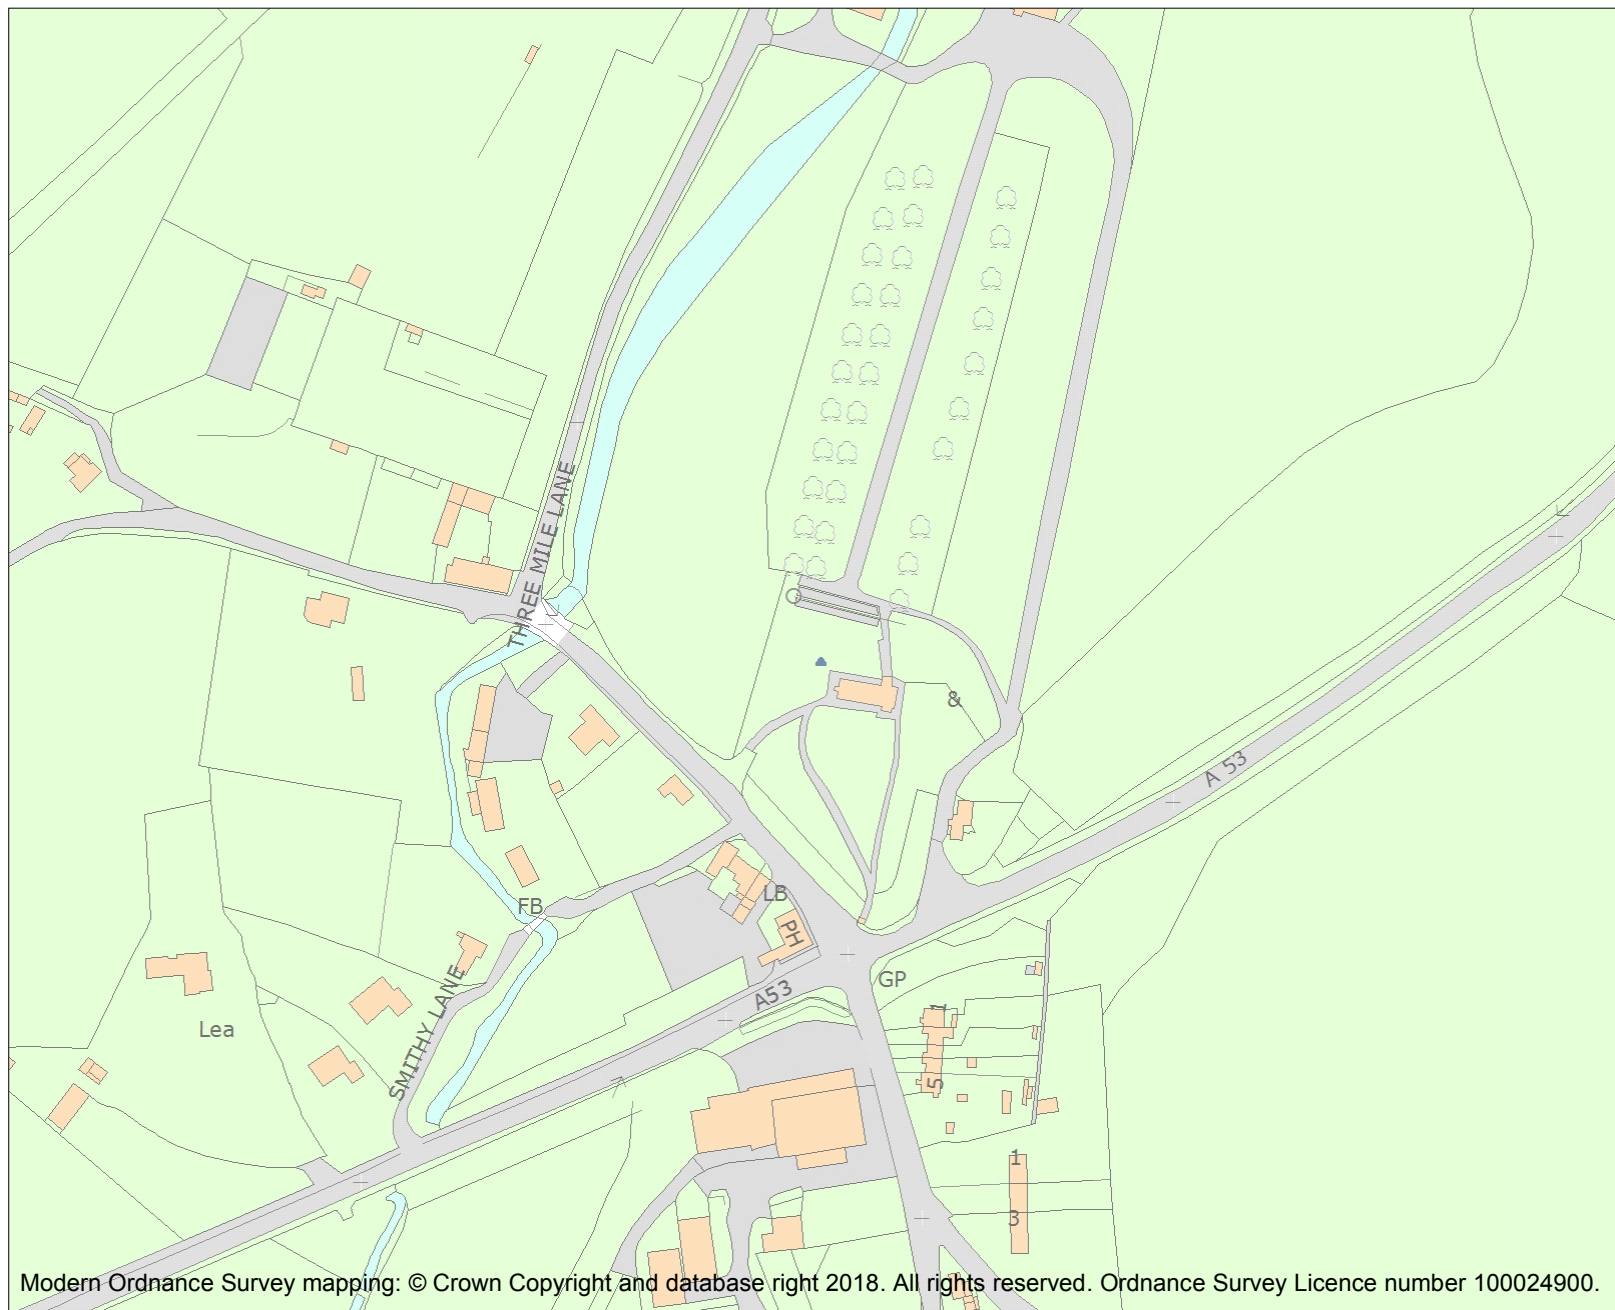 THREE MILE LANE
&
A 53
LB
FB
PH
GP
A53
1
SMITHY LANE
Lea
5
1
3
Modern Ordnance Survey mapping: © Crown Copyright and database right 2018. All rights reserved. Ordnance Survey Licence number 100024900.